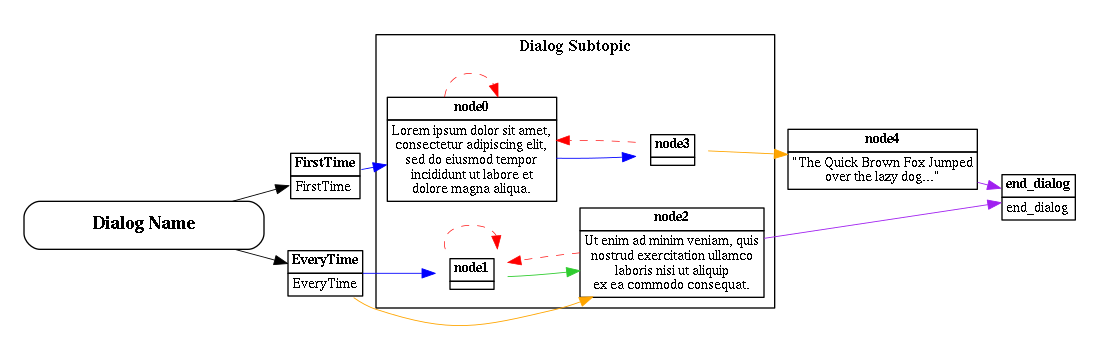 Dialog Subtopic
node0
Lorem ipsum dolor sit amet,
consectetur adipiscing elit,
sed do eiusmod tempor
incididunt ut labore et
dolore magna aliqua.
node3
node4
"The Quick Brown Fox Jumped
over the lazy dog..."
FirstTime
FirstTime
end_dialog
end_dialog
Dialog Name
node2
Ut enim ad minim veniam, quis
nostrud exercitation ullamco
laboris nisi ut aliquip
ex ea commodo consequat.
EveryTime
EveryTime
node1